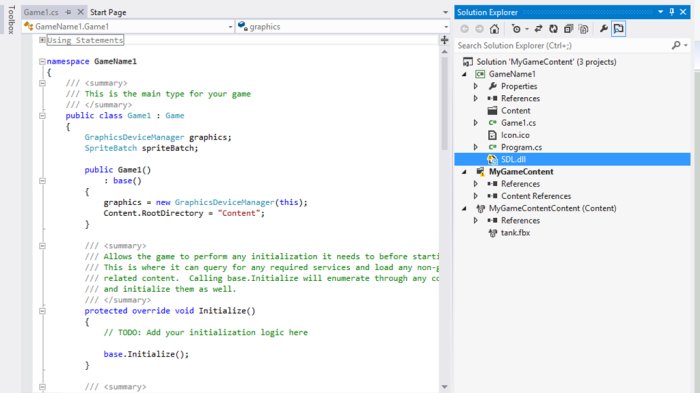 Toolbox
Game1.cs
Start Page
GameName1.Game1
graphics
Using Statements
namespace GameName1
{
/// <summary>
/// This is the main type for your game
/// </summary>
public class Game1 : Game
{
GraphicsDeviceManager graphics;
SpriteBatch spriteBatch;
public Game1()
: base()
{
graphics = new GraphicsDeviceManager(this);
Content.RootDirectory = "Content";
}
/// <summary>
/// Allows the game to perform any initialization it needs to before starti
/// This is where it can query for any required services and load any non-g
/// related content.  Calling base.Initialize will enumerate through any co
/// and initialize them as well.
/// </summary>
protected override void Initialize()
{
// TODO: Add your initialization logic here
base.Initialize();
}
/// <summary>
Solution Explorer
Search Solution Explorer (Ctrl+;)
Solution 'MyGameContent' (3 projects)
GameName1
Properties
References
Content
Game1.cs
Icon.ico
Program.cs
SDL.dll
MyGameContent
References
Content References
MyGameContentContent (Content)
References
tank.fbx